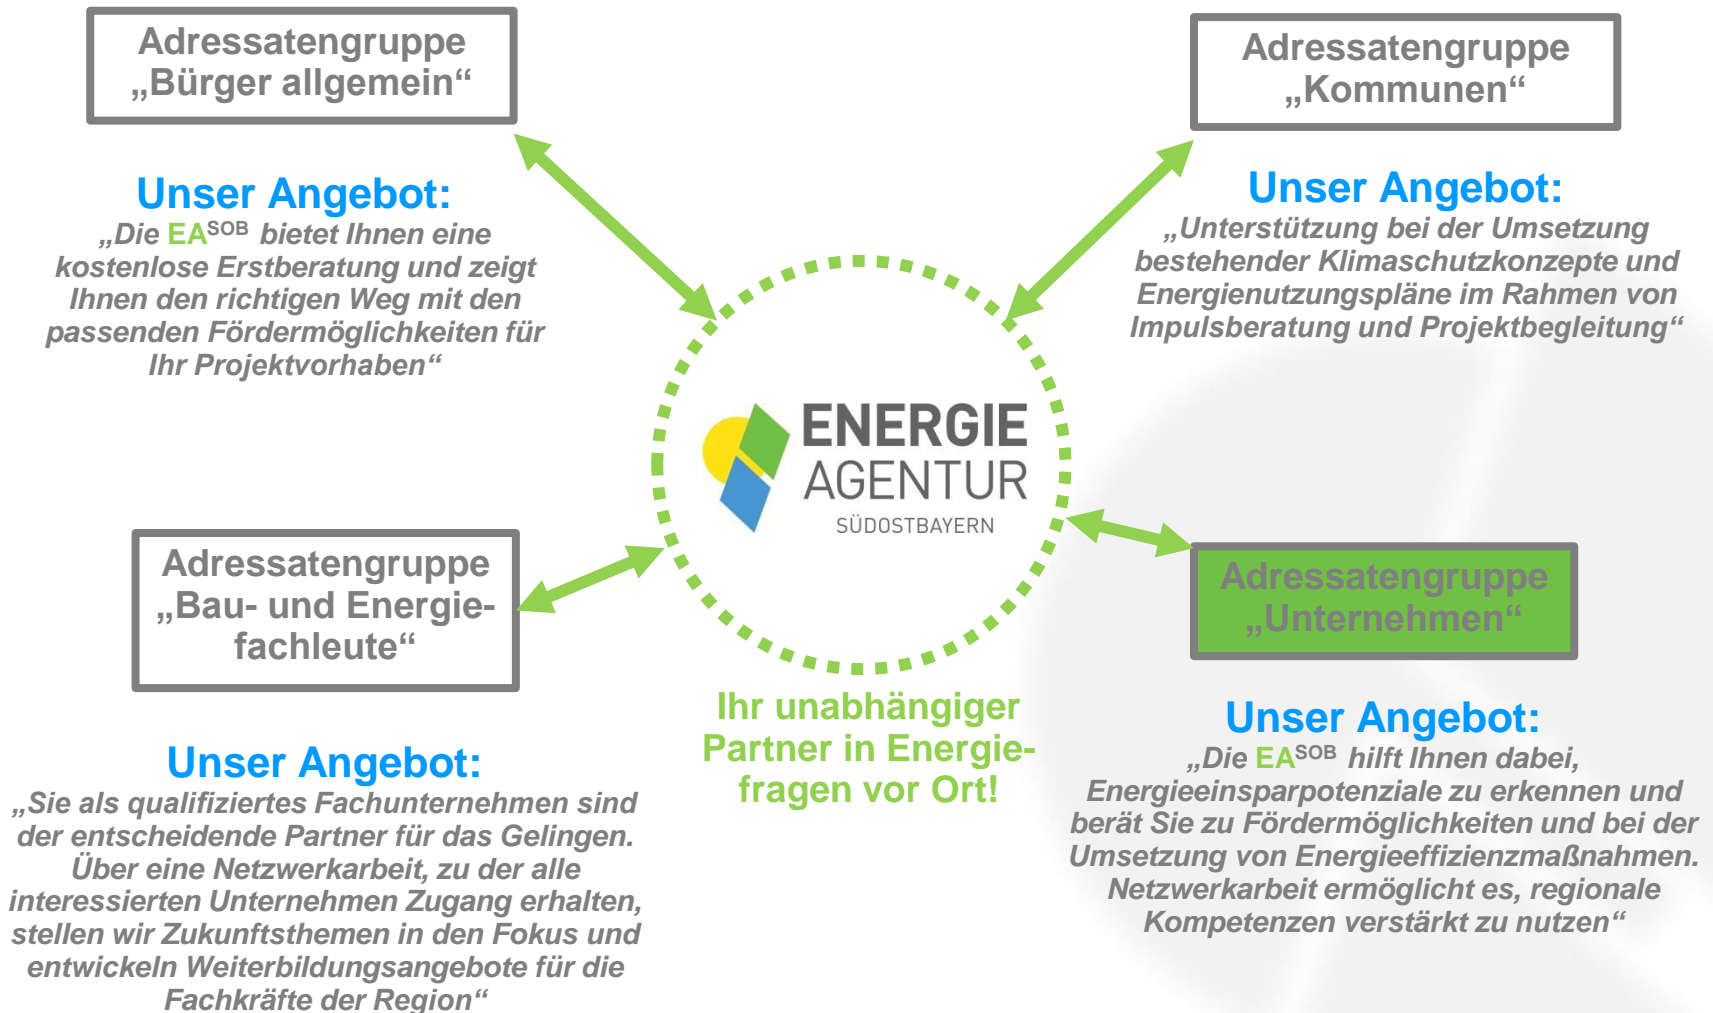 Adressatengruppe
„Bürger allgemein“
Unser Angebot:
„Die EASOB bietet Ihnen eine
kostenlose Erstberatung und zeigt
Ihnen den richtigen Weg mit den
passenden Fördermöglichkeiten für
Ihr Projektvorhaben“
Adressatengruppe
„Kommunen“
Unser Angebot:
„Unterstützung bei der Umsetzung
bestehender Klimaschutzkonzepte und
Energienutzungspläne im Rahmen von
Impulsberatung und Projektbegleitung“
ENERGIE
AGENTUR
SÜDOSTBAYERN
Ihr unabhängiger
Partner in Energie-
fragen vor Ort!
Adressatengruppe
„Bau- und Energie-
fachleute“
Unser Angebot:
„Sie als qualifiziertes Fachunternehmen sind
der entscheidende Partner für das Gelingen.
Über eine Netzwerkarbeit, zu der alle
interessierten Unternehmen Zugang erhalten,
stellen wir Zukunftsthemen in den Fokus und
entwickeln Weiterbildungsangebote für die
Fachkräfte der Region“
Adressatengruppe
„Unternehmen“
Unser Angebot:
„Die EASOB hilft Ihnen dabei,
Energieeinsparpotenziale zu erkennen und
berät Sie zu Fördermöglichkeiten und bei der
Umsetzung von Energieeffizienzmaßnahmen.
Netzwerkarbeit ermöglicht es, regionale
Kompetenzen verstärkt zu nutzen“